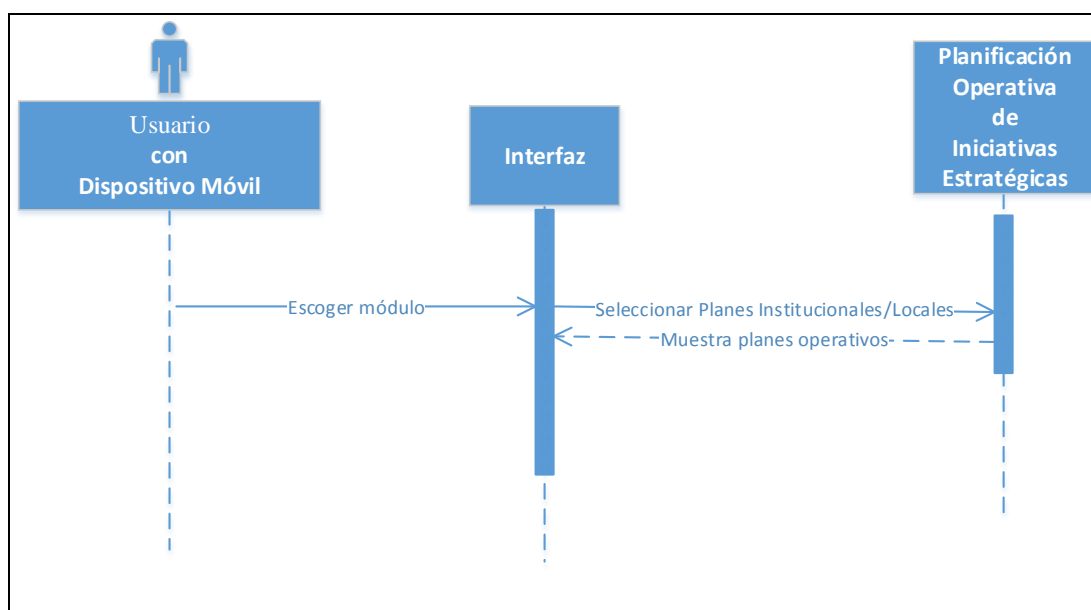 Usuario
con
Dispositivo Móvil
Interfaz
Planificación
Operativa
de
Iniciativas
Estratégicas
Escoger módulo
Seleccionar Planes Institucionales/Locales
Muestra planes operativos